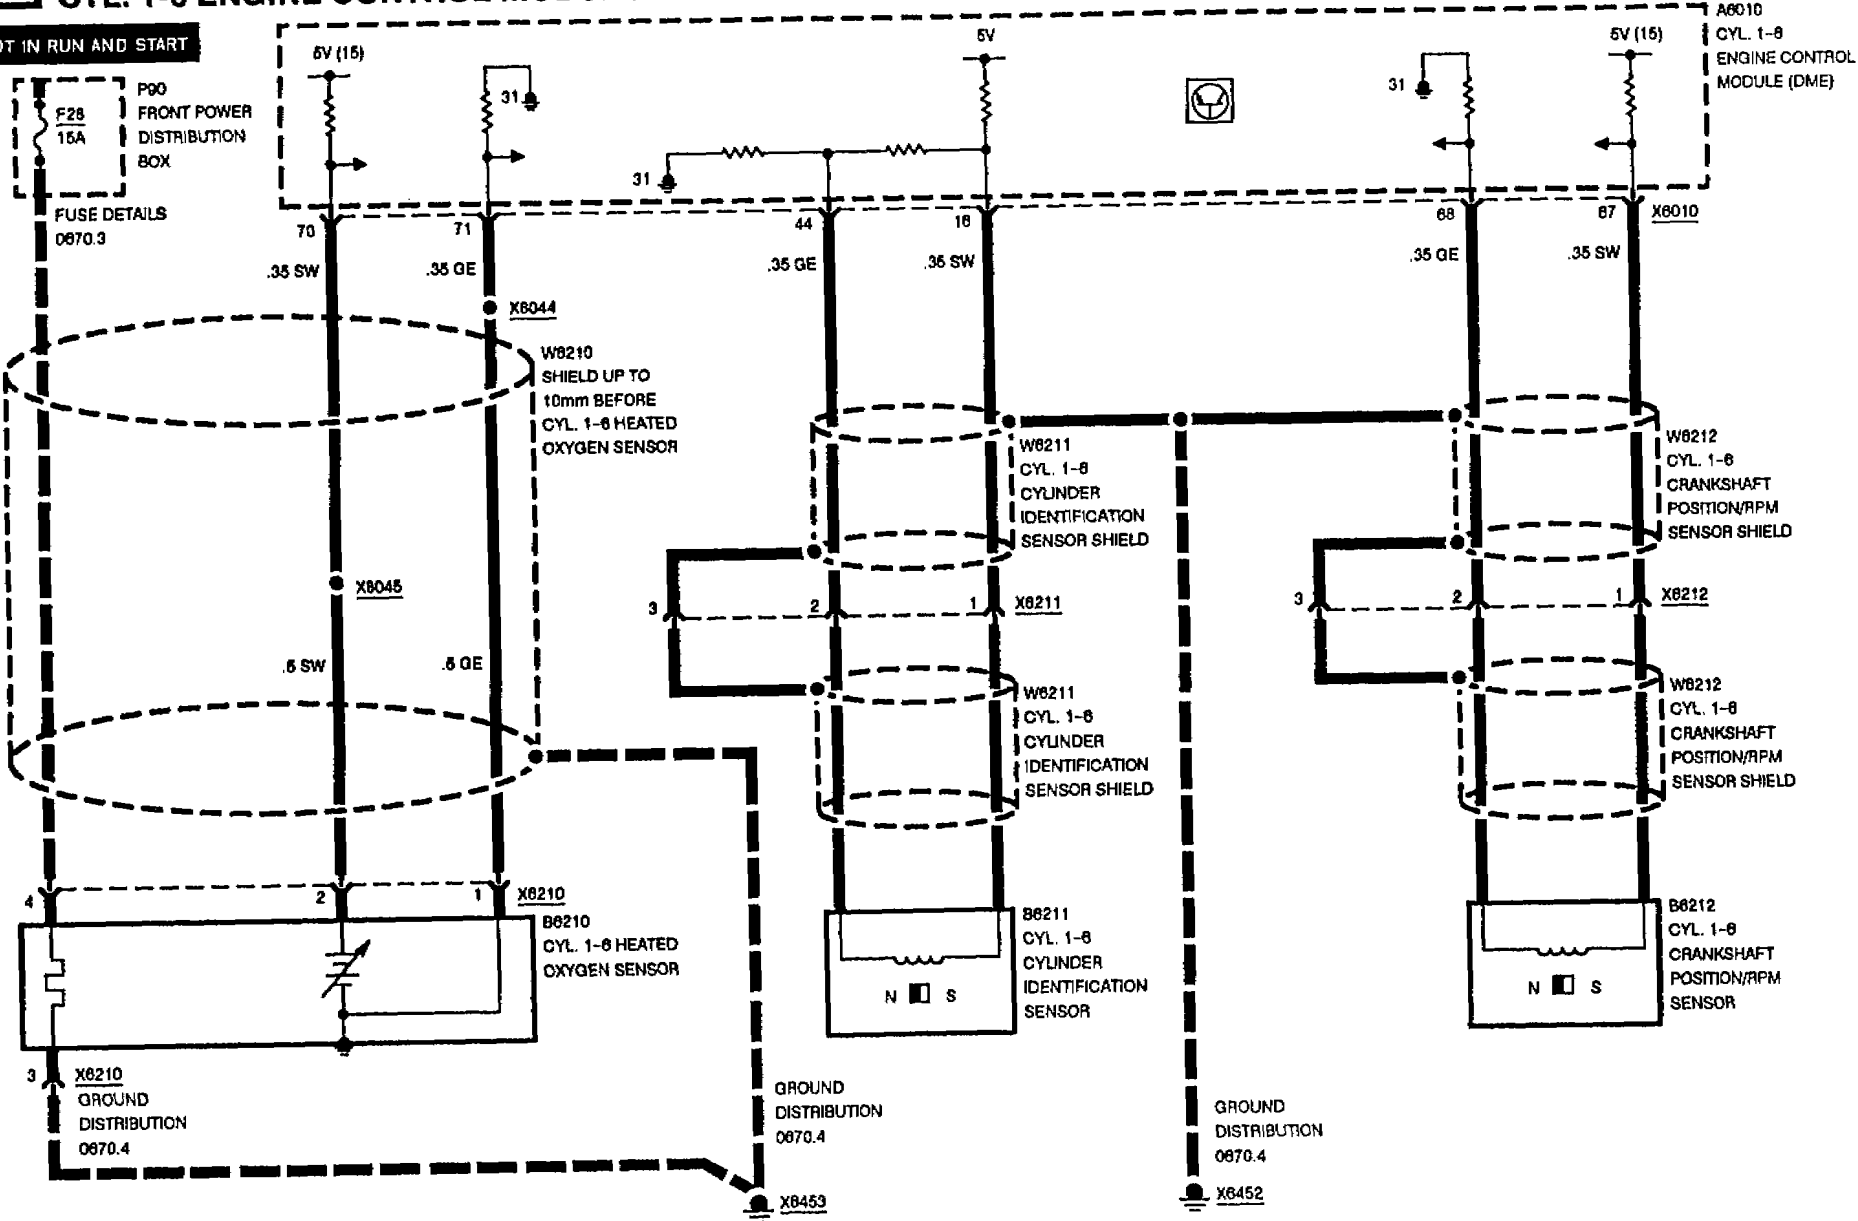 OT IN RUN AND START
5V (15)
31
5V
31
31
5V (15)
A6010
CYL. 1-6
ENGINE CONTROL
MODULE (DME)
F28
15A
P90
FRONT POWER
DISTRIBUTION
BOX
FUSE DETAILS
0670.3
70
71
44
16
68
67
X6010
.35 SW
.35 GE
.35 GE
.35 SW
.35 GE
.35 SW
X6044
W6210
SHIELD UP TO
10mm BEFORE
CYL. 1-6 HEATED
OXYGEN SENSOR
W6211
CYL. 1-6
CYLINDER
IDENTIFICATION
SENSOR SHIELD
W6212
CYL. 1-6
CRANKSHAFT
POSITION/RPM
SENSOR SHIELD
X6045
3
2
1
X6211
3
2
1
X6212
.5 SW
.5 GE
W6211
CYL. 1-6
CYLINDER
IDENTIFICATION
SENSOR SHIELD
W6212
CYL. 1-6
CRANKSHAFT
POSITION/RPM
SENSOR SHIELD
4
2
1
X6210
B6210
CYL. 1-6 HEATED
OXYGEN SENSOR
B6211
CYL. 1-6
CYLINDER
IDENTIFICATION
SENSOR
N S
B6212
CYL. 1-6
CRANKSHAFT
POSITION/RPM
SENSOR
N S
3
X6210
GROUND
DISTRIBUTION
0670.4
GROUND
DISTRIBUTION
0670.4
GROUND
DISTRIBUTION
0670.4
X6453
X6452